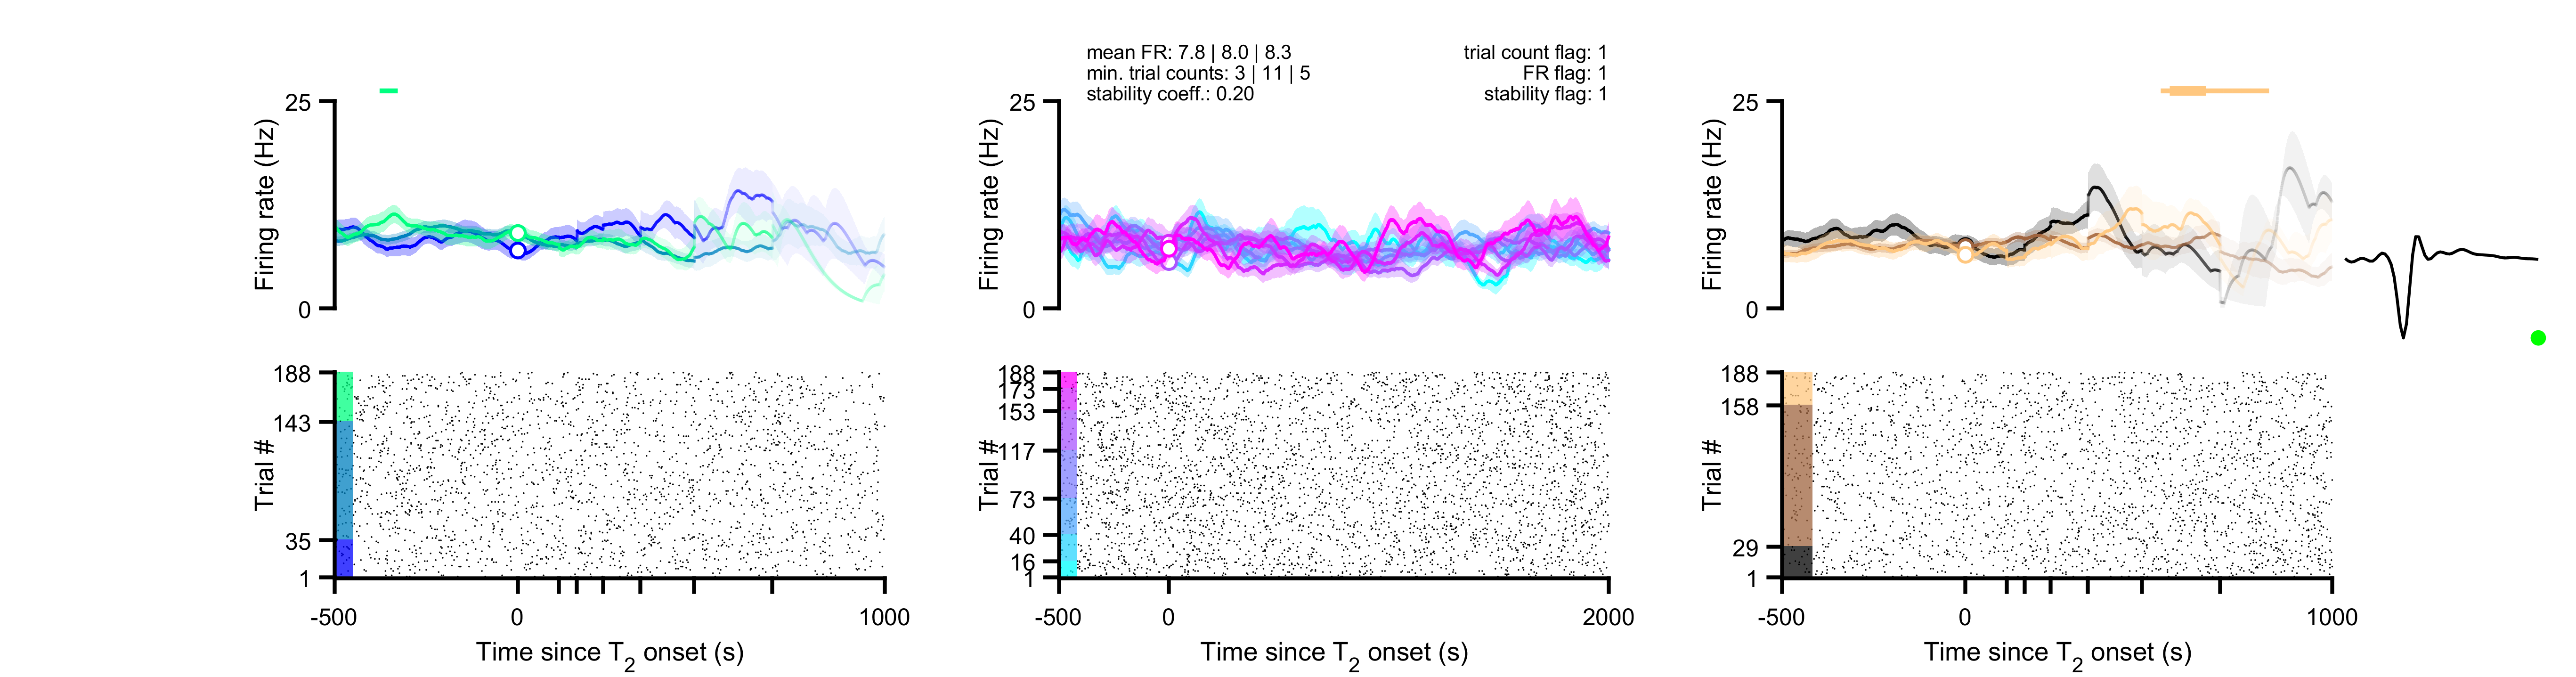 mean FR: 7.8 | 8.0 | 8.3
min. trial counts: 3 | 11 | 5
stability coeff.: 0.20
trial count flag: 1
FR flag: 1
stability flag: 1
25
0
Firing rate (Hz)
25
0
Firing rate (Hz)
25
0
Firing rate (Hz)
188
143
35
1
Trial #
-500
0
1000
Time since T2 onset (s)
188
173
153
117
73
40
16
1
Trial #
-500
0
2000
Time since T2 onset (s)
188
158
29
1
Trial #
-500
0
1000
Time since T2 onset (s)